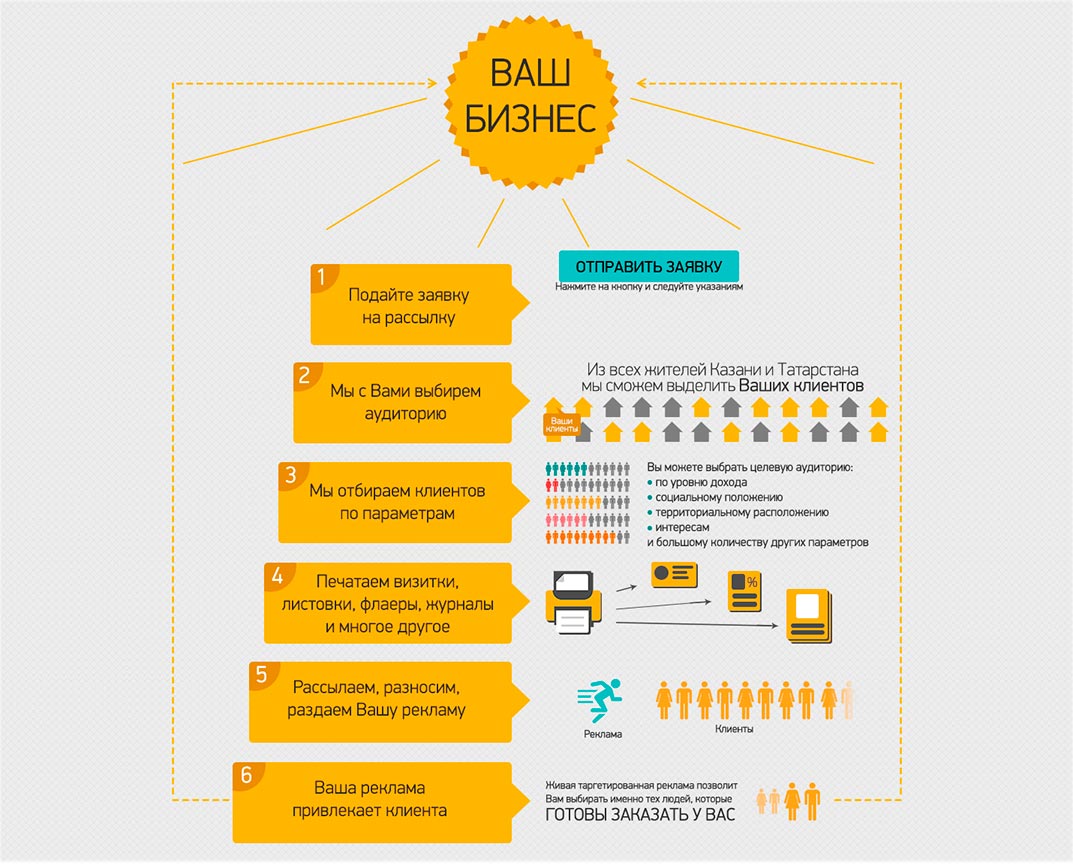 ВАШ
БИЗНЕС
1
Подайте заявку
на рассылку
ОТПРАВИТЬ ЗАЯВКУ
Нажмите на кнопку и следуйте указаниям
2
Мы с Вами выбирем
аудиторию
Из всех жителей Казани и Татарстана
мы сможем выделить Ваших клиентов
Ваши
клиенты
3
Мы отбираем клиентов
по параметрам
Вы можете выбрать целевую аудиторию:
• по уровню дохода
• социальному положению
• территориальному расположению
• интересам
и большому количеству других параметров
4
Печатаем визитки,
листовки, флаеры, журналы
и многое другое
%
5
Рассылаем, разносим,
раздаем Вашу рекламу
Реклама
Клиенты
6
Ваша реклама
привлекает клиента
Живая таргетированная реклама позволит
Вам выбирать именно тех людей, которые
ГОТОВЫ ЗАКАЗАТЬ У ВАС